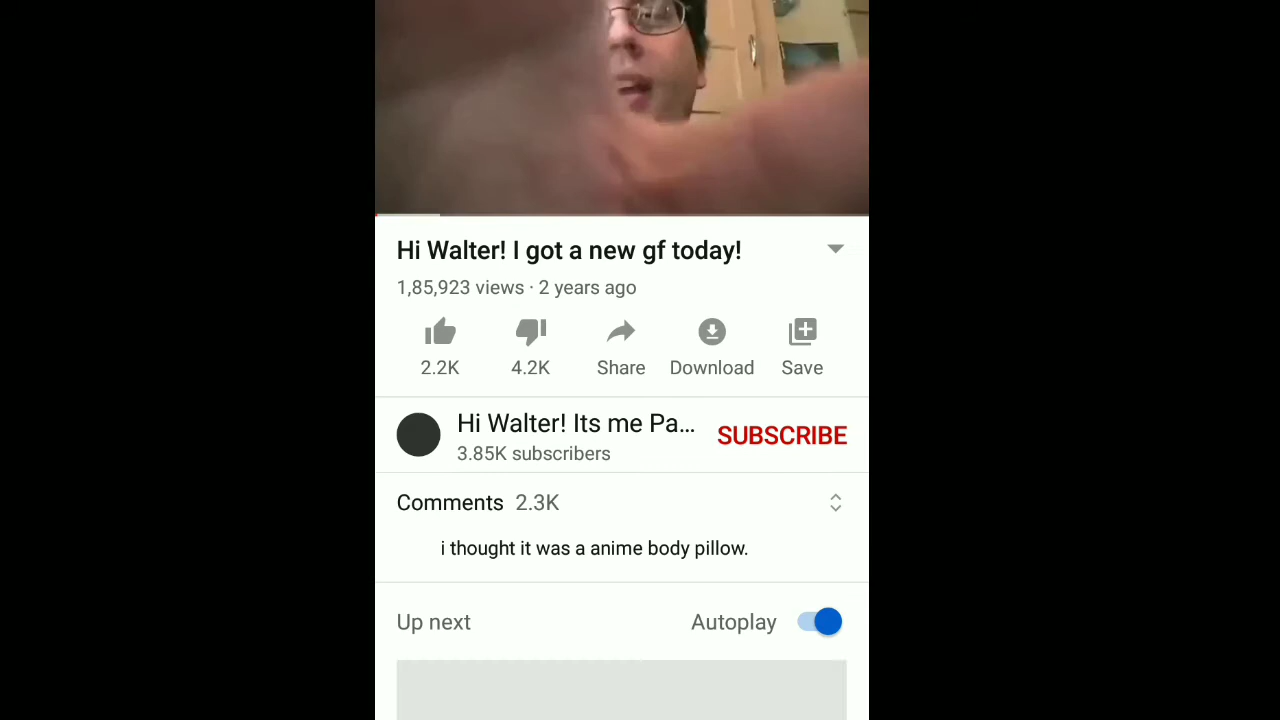 Hi Walter! I got a new gf today!
1,85,923 views · 2 years ago
2.2K 4.2K Share Download Save
Hi Walter! Its me Pa...
3.85K subscribers
SUBSCRIBE
Comments 2.3K
i thought it was a anime body pillow.
Up next Autoplay